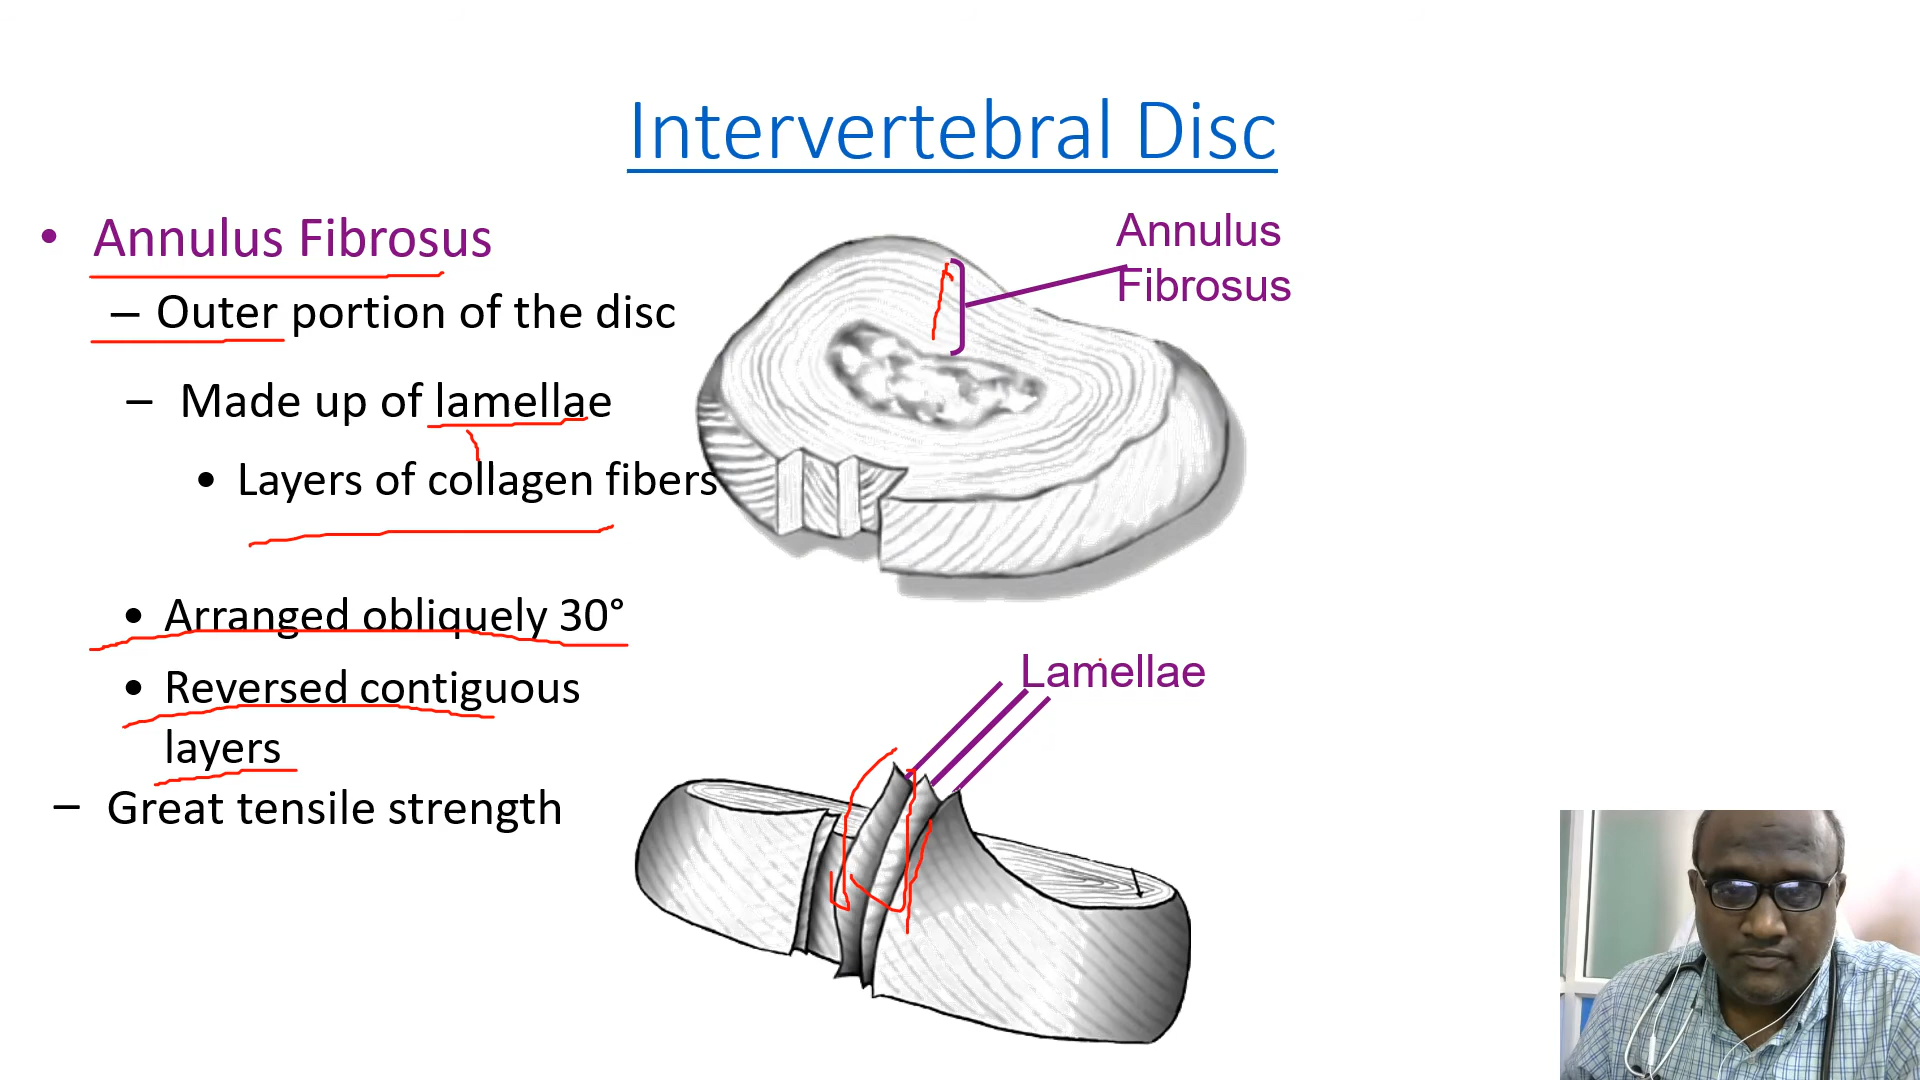 Intervertebral Disc
• Annulus Fibrosus
– Outer portion of the disc
– Made up of lamellae
• Layers of collagen fibers
• Arranged obliquely 30°
• Reversed contiguous
layers
– Great tensile strength
Annulus
Fibrosus
Lamellae